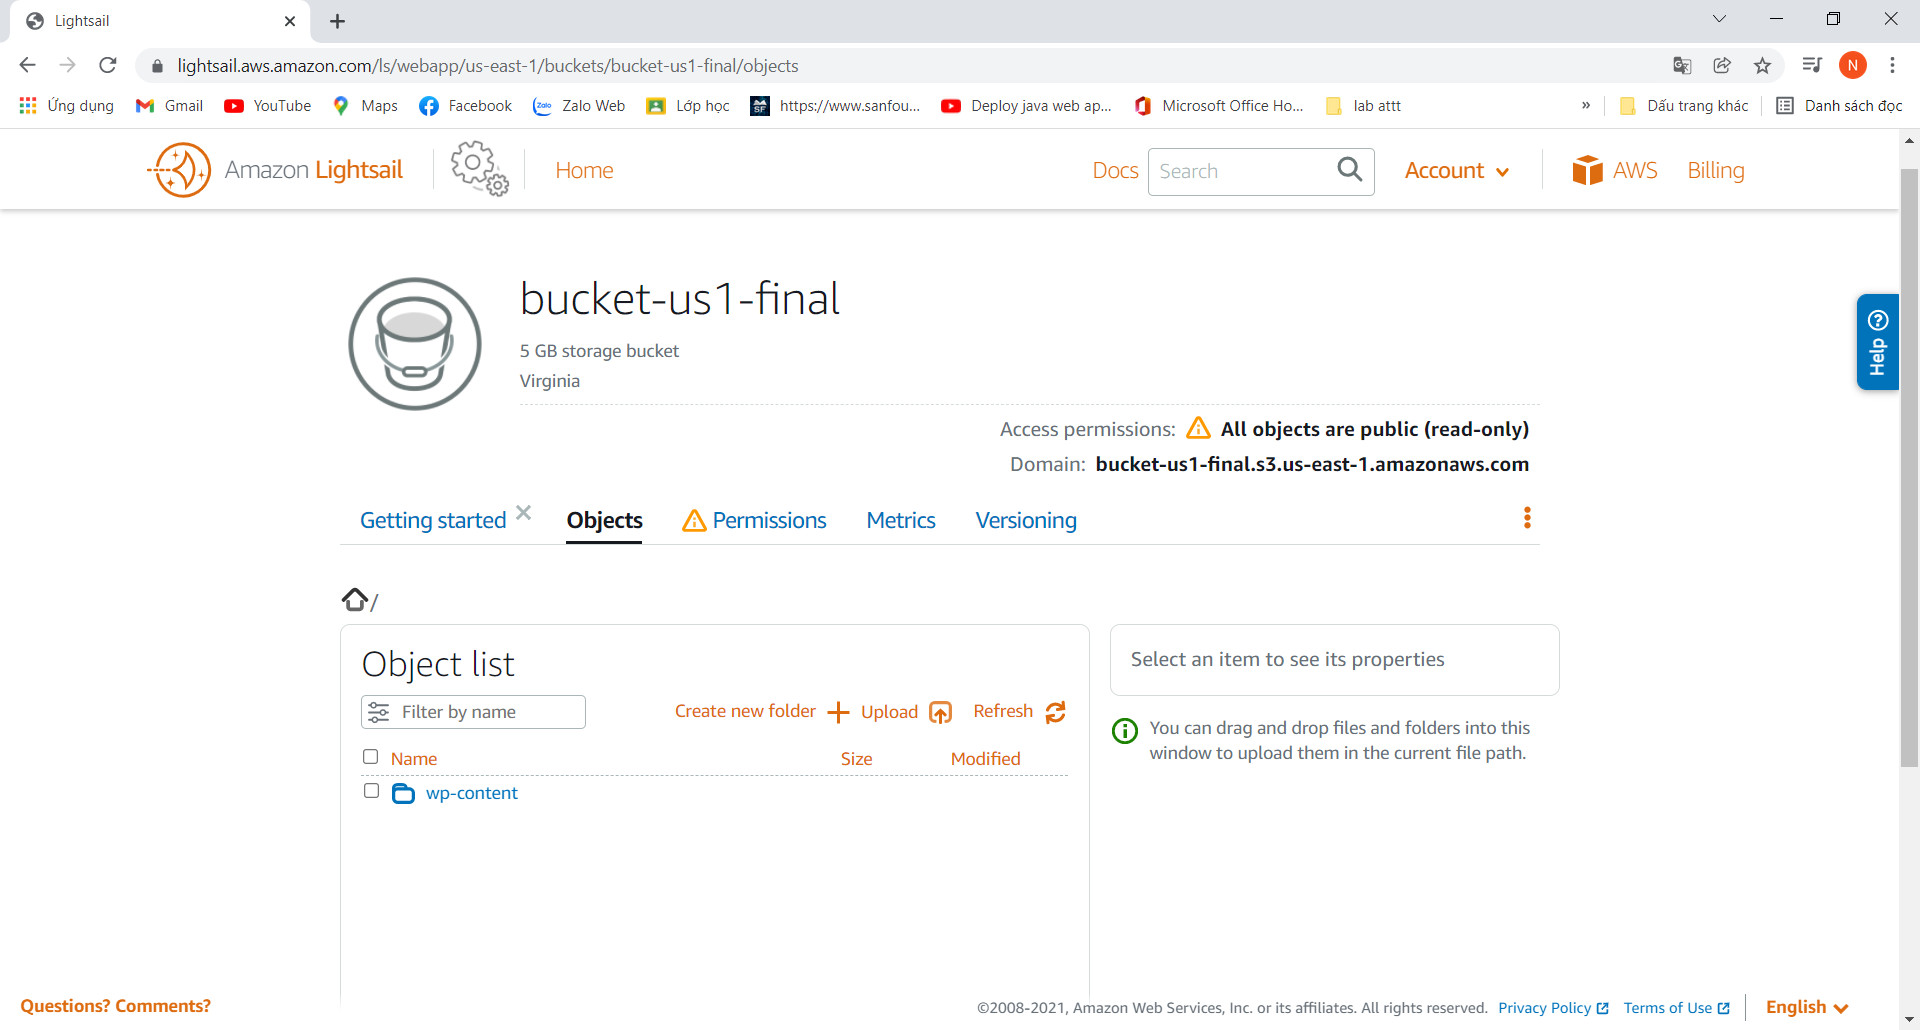 Lightsail
lightsail.aws.amazon.com/ls/webapp/us-east-1/buckets/bucket-us1-final/objects
N
Ứng dụng Gmail YouTube Maps Facebook Zalo Zalo Web Lớp học SF https://www.sanfou... Deploy java web ap... Microsoft Office Ho... lab attt » Dấu trang khác Danh sách đọc
Amazon Lightsail Home Docs Search Account AWS Billing
bucket-us1-final
5 GB storage bucket
Virginia
Help
Access permissions: All objects are public (read-only)
Domain: bucket-us1-final.s3.us-east-1.amazonaws.com
Getting started Objects Permissions Metrics Versioning
/
Object list
Filter by name Create new folder Upload Refresh
Name Size Modified
wp-content
Select an item to see its properties
You can drag and drop files and folders into this
window to upload them in the current file path.
Questions? Comments? ©2008-2021, Amazon Web Services, Inc. or its affiliates. All rights reserved. Privacy Policy Terms of Use English